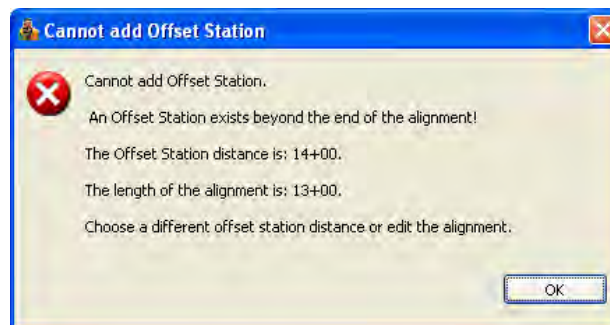 Cannot add Offset Station
Cannot add Offset Station.
An Offset Station exists beyond the end of the alignment!
The Offset Station distance is: 14+00.
The length of the alignment is: 13+00.
Choose a different offset station distance or edit the alignment.
OK